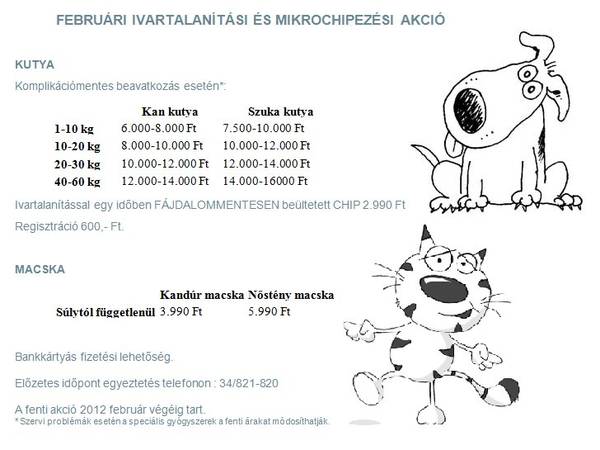 FEBRUÁRI IVARTALANÍTÁSI ÉS MIKROCHIPEZÉSI AKCIÓ
KUTYA
Komplikációmentes beavatkozás esetén*:
Kan kutya Szuka kutya
1-10 kg 6.000-8.000 Ft 7.500-10.000 Ft
10-20 kg 8.000-10.000 Ft 10.000-12.000 Ft
20-30 kg 10.000-12.000 Ft 12.000-14.000 Ft
40-60 kg 12.000-14.000 Ft 14.000-16000 Ft
Ivartalanítással egy időben FÁJDALOMMENTESEN beültetett CHIP 2.990 Ft
Regisztráció 600,- Ft.
MACSKA
Kandúr macska Nőstény macska
Súlytól függetlenül 3.990 Ft 5.990 Ft
Bankkártyás fizetési lehetőség.
Előzetes időpont egyeztetés telefonon : 34/821-820
A fenti akció 2012 február végéig tart.
* Szervi problémák esetén a speciális gyógyszerek a fenti árakat módosíthatják.